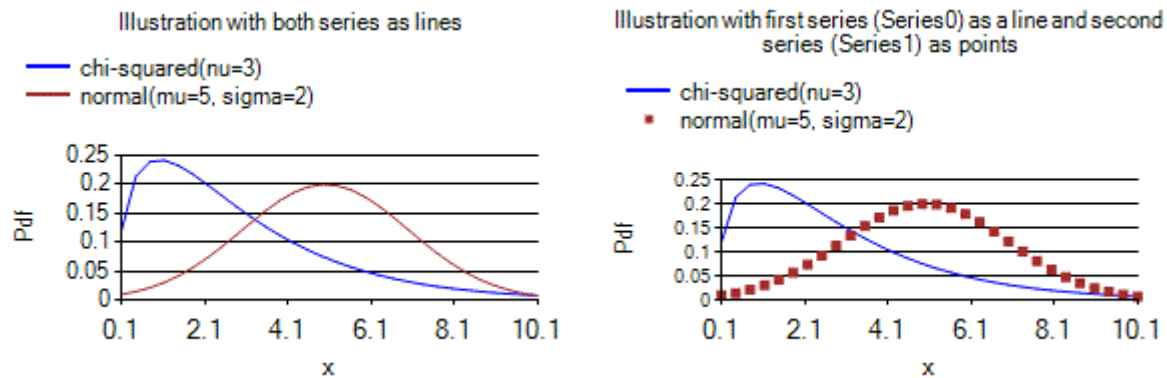 Illustration with both series as lines
chi-squared(nu=3)
normal(mu=5, sigma=2)
0.25
0.2
0.15
0.1
0.05
0
Pdf
0.1 2.1 4.1 6.1 8.1 10.1
x
Illustration with first series (Series0) as a line and second
series (Series1) as points
chi-squared(nu=3)
normal(mu=5, sigma=2)
0.25
0.2
0.15
0.1
0.05
0
Pdf
0.1 2.1 4.1 6.1 8.1 10.1
x